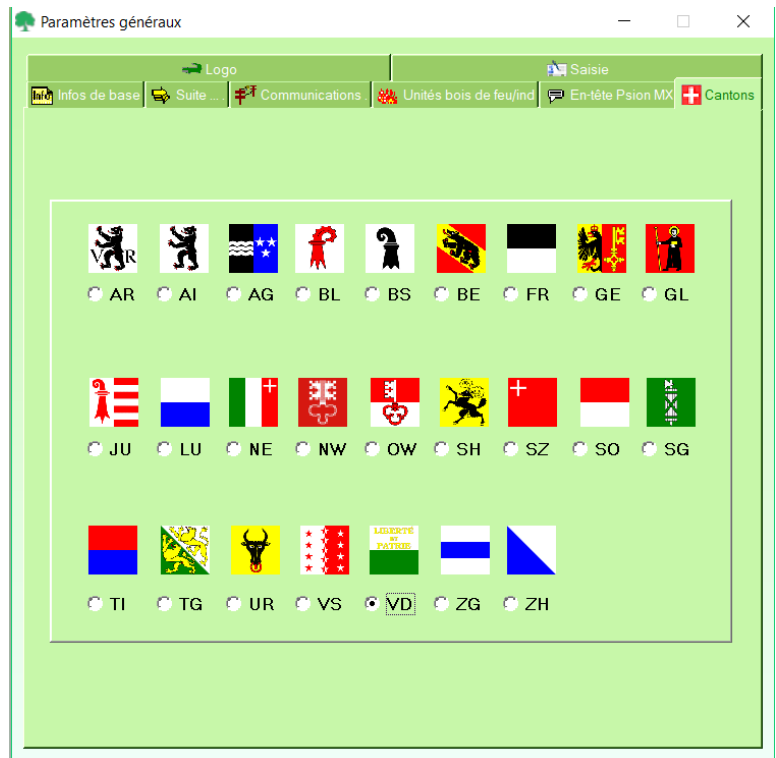 Paramètres généraux
Logo
Saisie
Info Infos de base
Suite ...
Communications
Unités bois de feu/ind
En-tête Psion MX
Cantons
V R
AR AI AG BL BS BE FR GE GL
JU LU NE NW OW SH SZ SO SG
LIBERTÉ
ET
PATRIE
TI TG UR VS VD ZG ZH